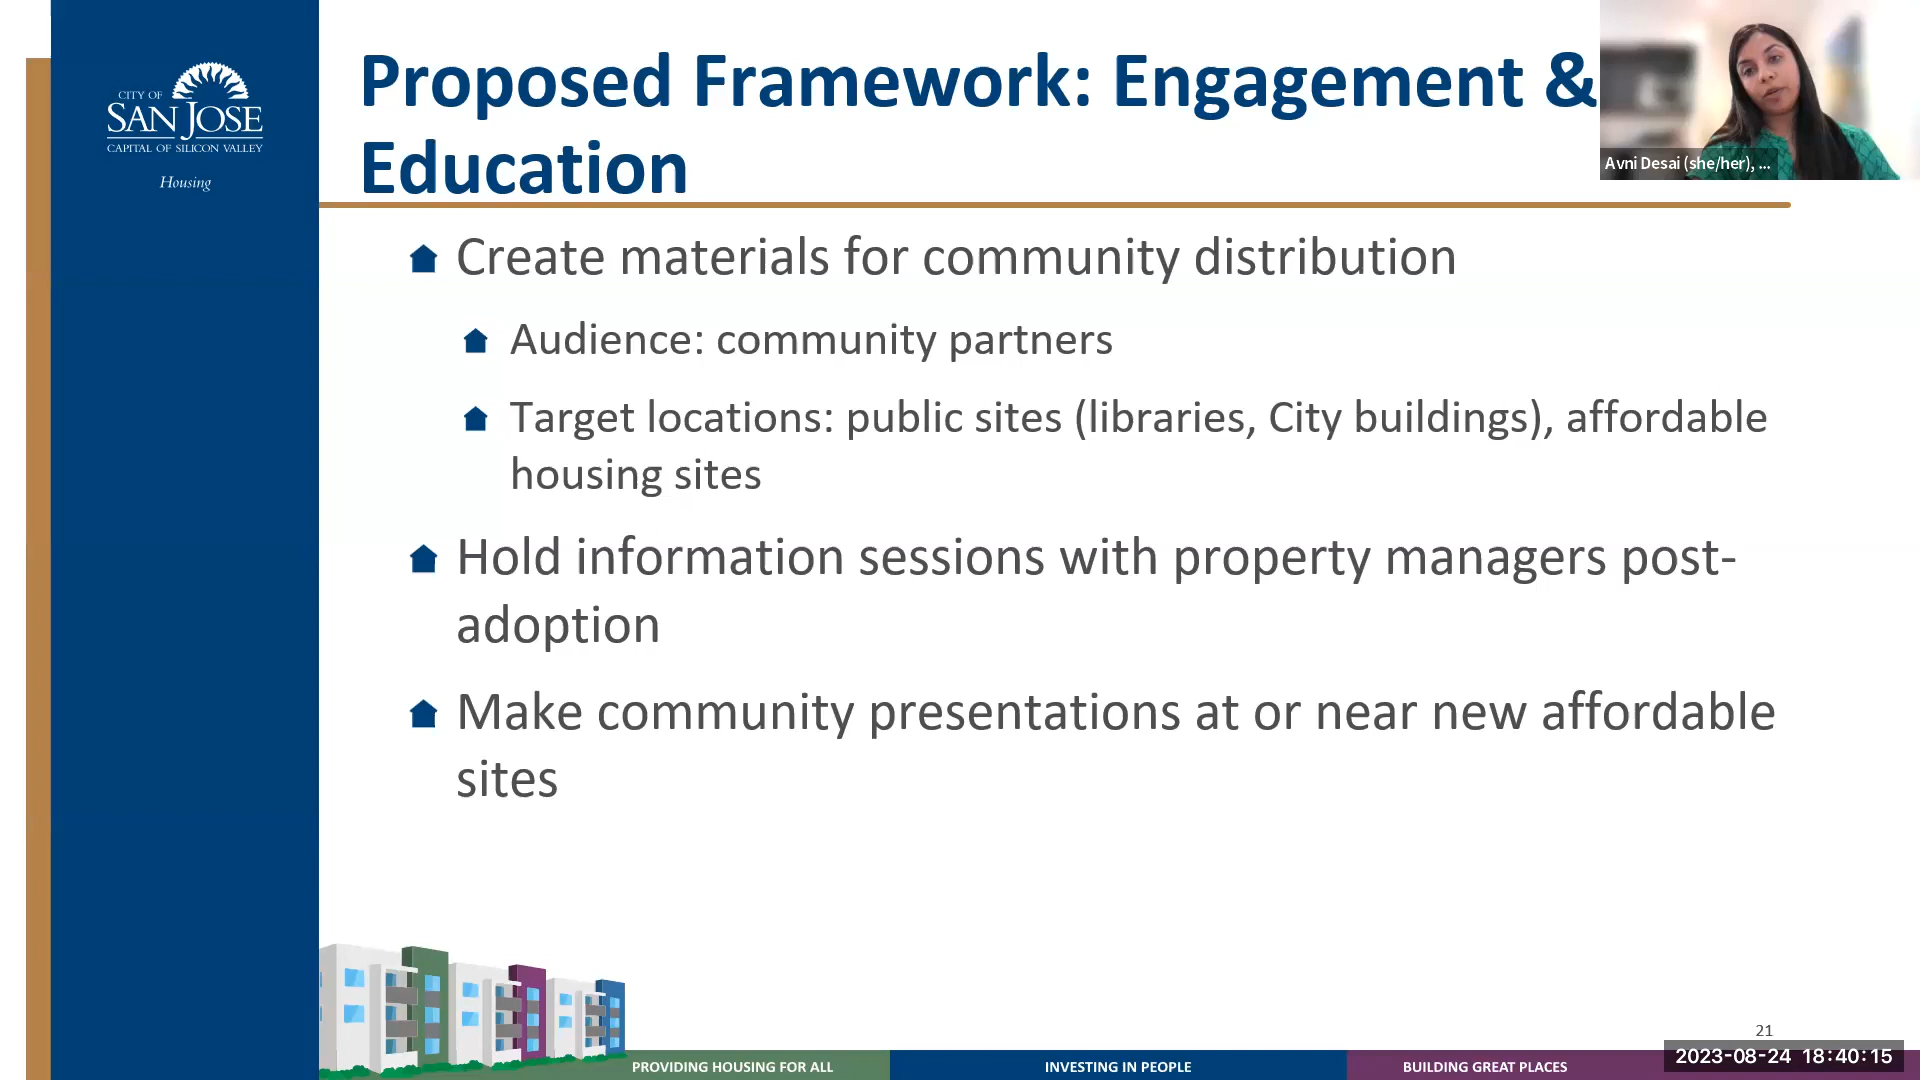 CITY OF
SAN JOSE
CAPITAL OF SILICON VALLEY
Housing
Proposed Framework: Engagement &
Education
Avni Desai (she/her), ...
Create materials for community distribution
Audience: community partners
Target locations: public sites (libraries, City buildings), affordable
housing sites
Hold information sessions with property managers post-
adoption
Make community presentations at or near new affordable
sites
21
2023-08-24 18:40:15
PROVIDING HOUSING FOR ALL
INVESTING IN PEOPLE
BUILDING GREAT PLACES